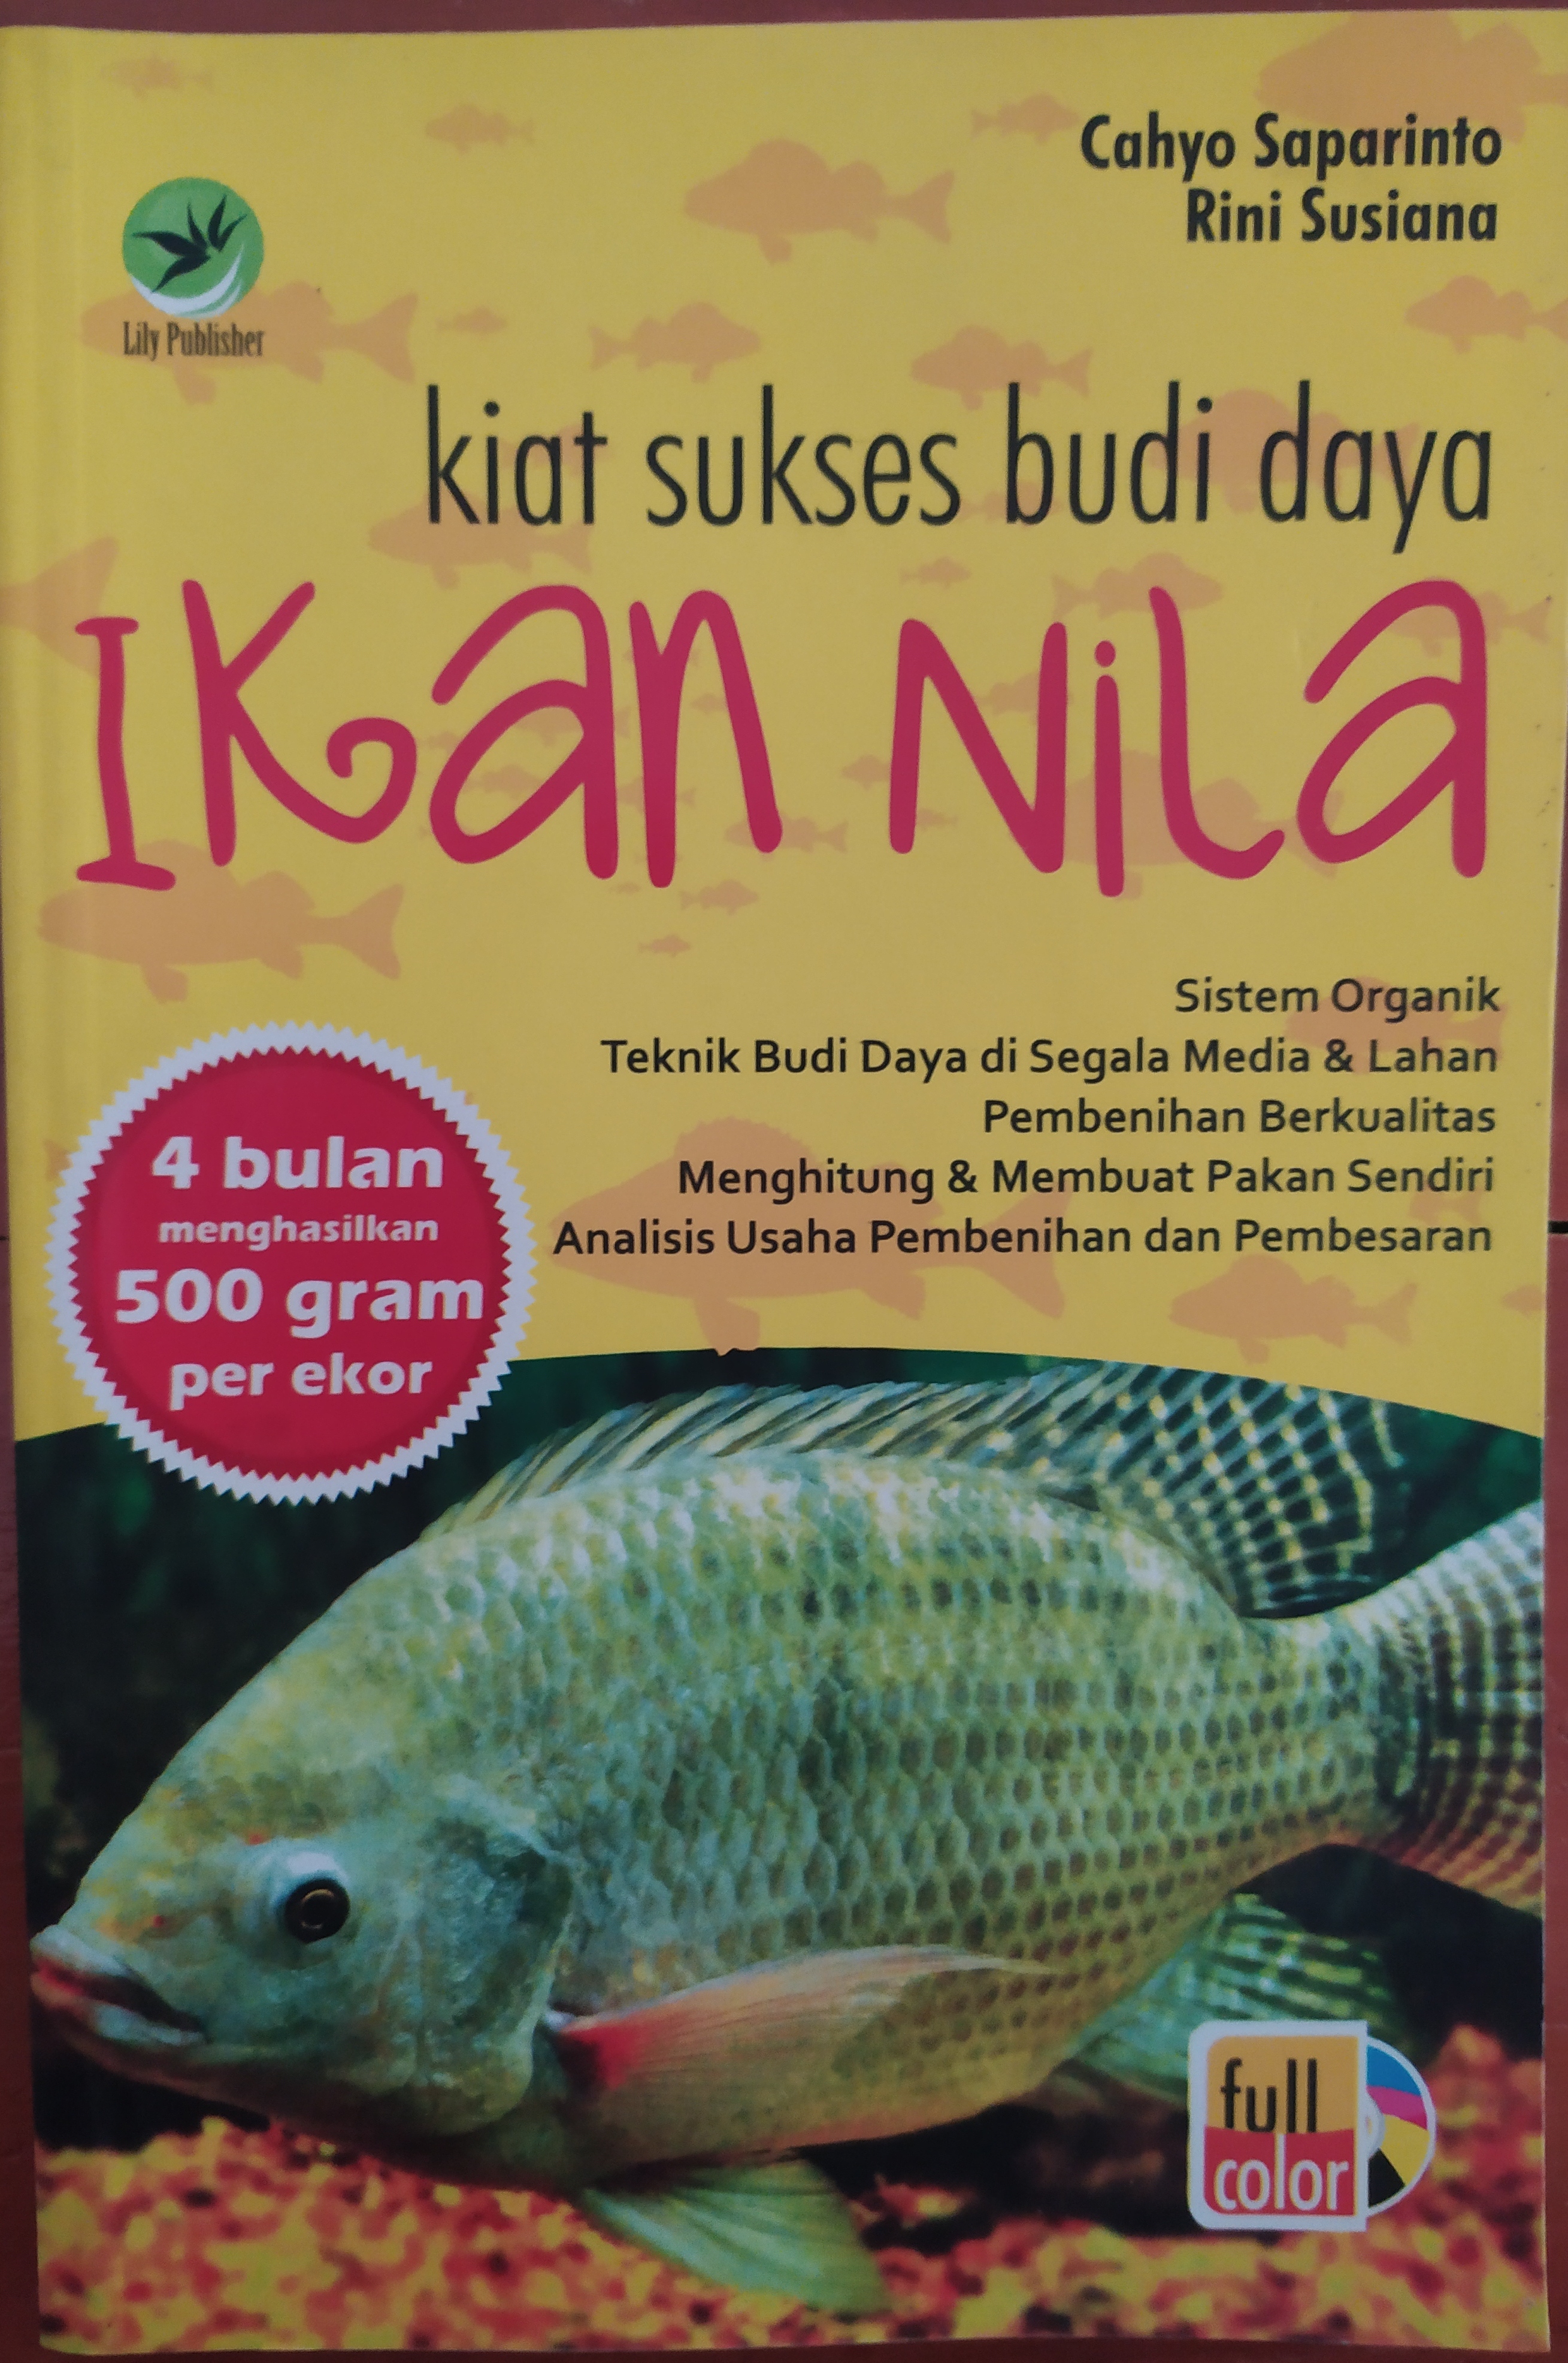 Cahyo Saparinto
Rini Susiana
Lily Publisher
kiat sukses budi daya
IKan NiLa
Sistem Organik
Teknik Budi Daya di Segala Media & Lahan
Pembenihan Berkualitas
Menghitung & Membuat Pakan Sendiri
Analisis Usaha Pembenihan dan Pembesaran
4 bulan
menghasilkan
500 gram
per ekor
full
color